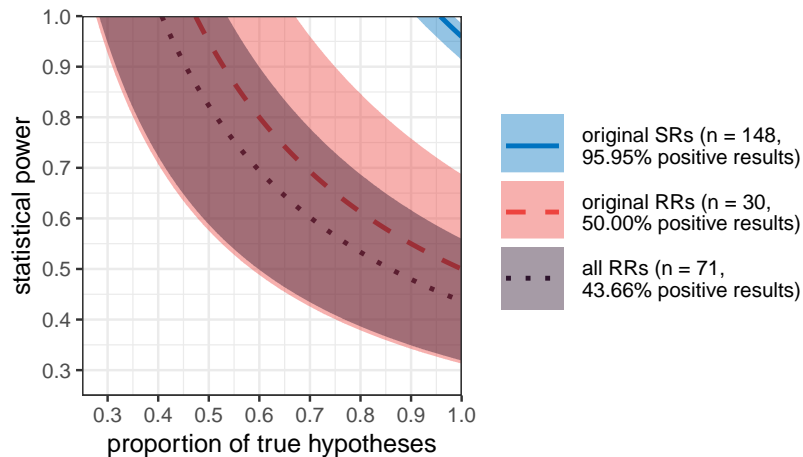 1.0
0.9
0.8
0.7
0.6
0.5
0.4
0.3
statistical power
0.3 0.4 0.5 0.6 0.7 0.8 0.9 1.0
proportion of true hypotheses
original SRs (n = 148,
95.95% positive results)
original RRs (n = 30,
50.00% positive results)
all RRs (n = 71,
43.66% positive results)